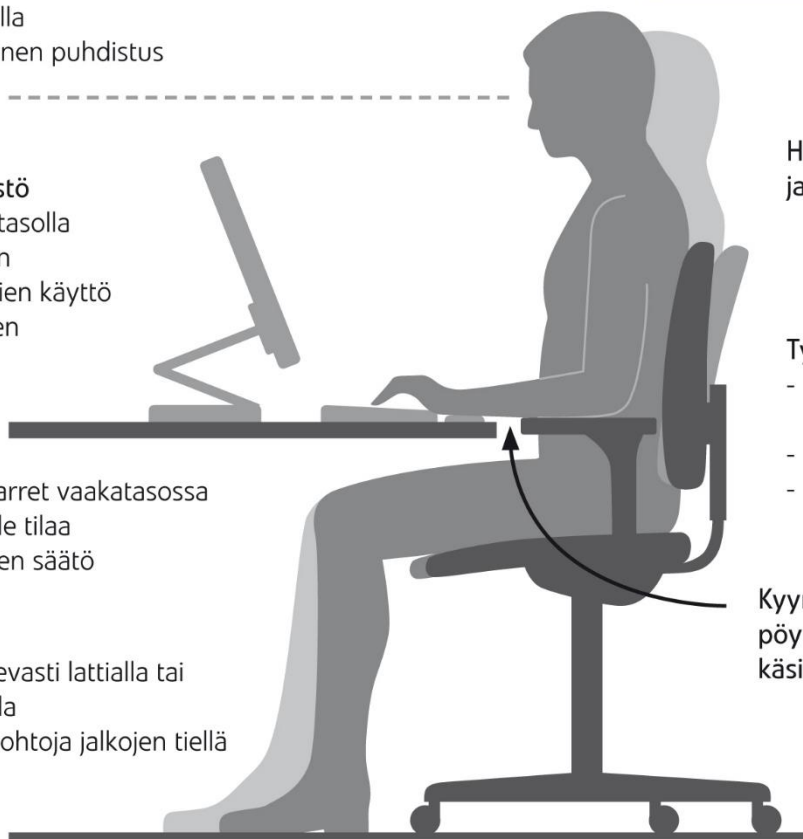 lla
nen puhdistus
stö
tasolla
n
ien käyttö
en
arret vaakatasossa
le tilaa
en säätö
evasti lattialla tai
la
ohtoja jalkojen tiellä
H
ja
Ty
-
-
-
Kyy
pöy
käsi